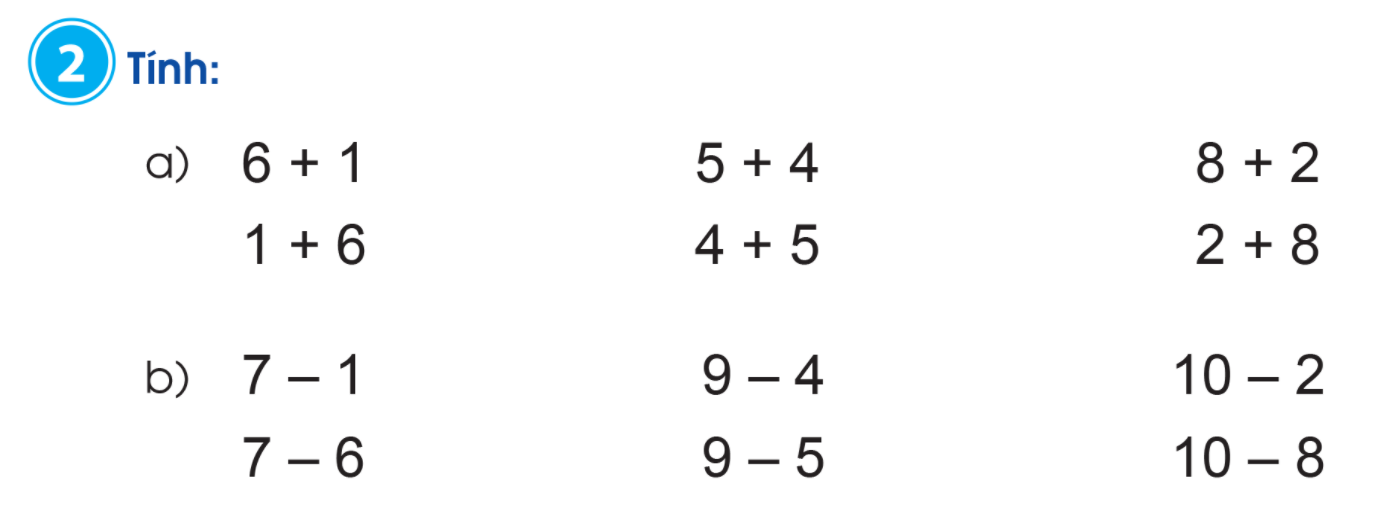 2 Tính:
a) 6 + 1 5 + 4 8 + 2
1 + 6 4 + 5 2 + 8
b) 7 – 1 9 – 4 10 – 2
7 – 6 9 – 5 10 – 8